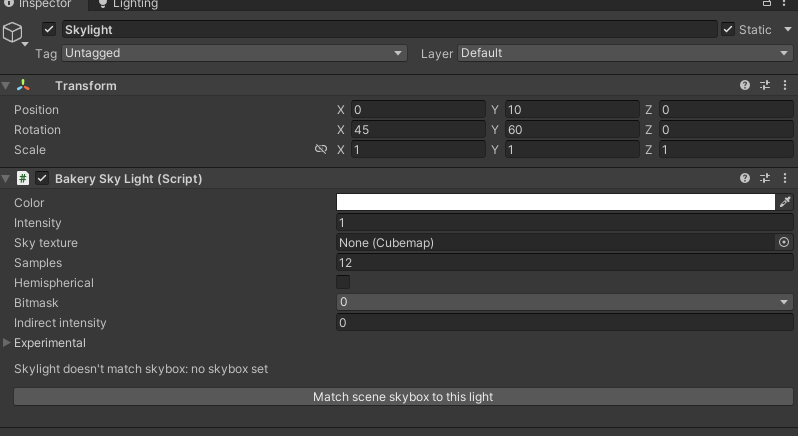 Inspector Lighting
Skylight Static
Tag Untagged Layer Default
Transform
Position X 0 Y 10 Z 0
Rotation X 45 Y 60 Z 0
Scale X 1 Y 1 Z 1
# Bakery Sky Light (Script)
Color
Intensity 1
Sky texture None (Cubemap)
Samples 12
Hemispherical
Bitmask 0
Indirect intensity 0
Experimental
Skylight doesn't match skybox: no skybox set
Match scene skybox to this light